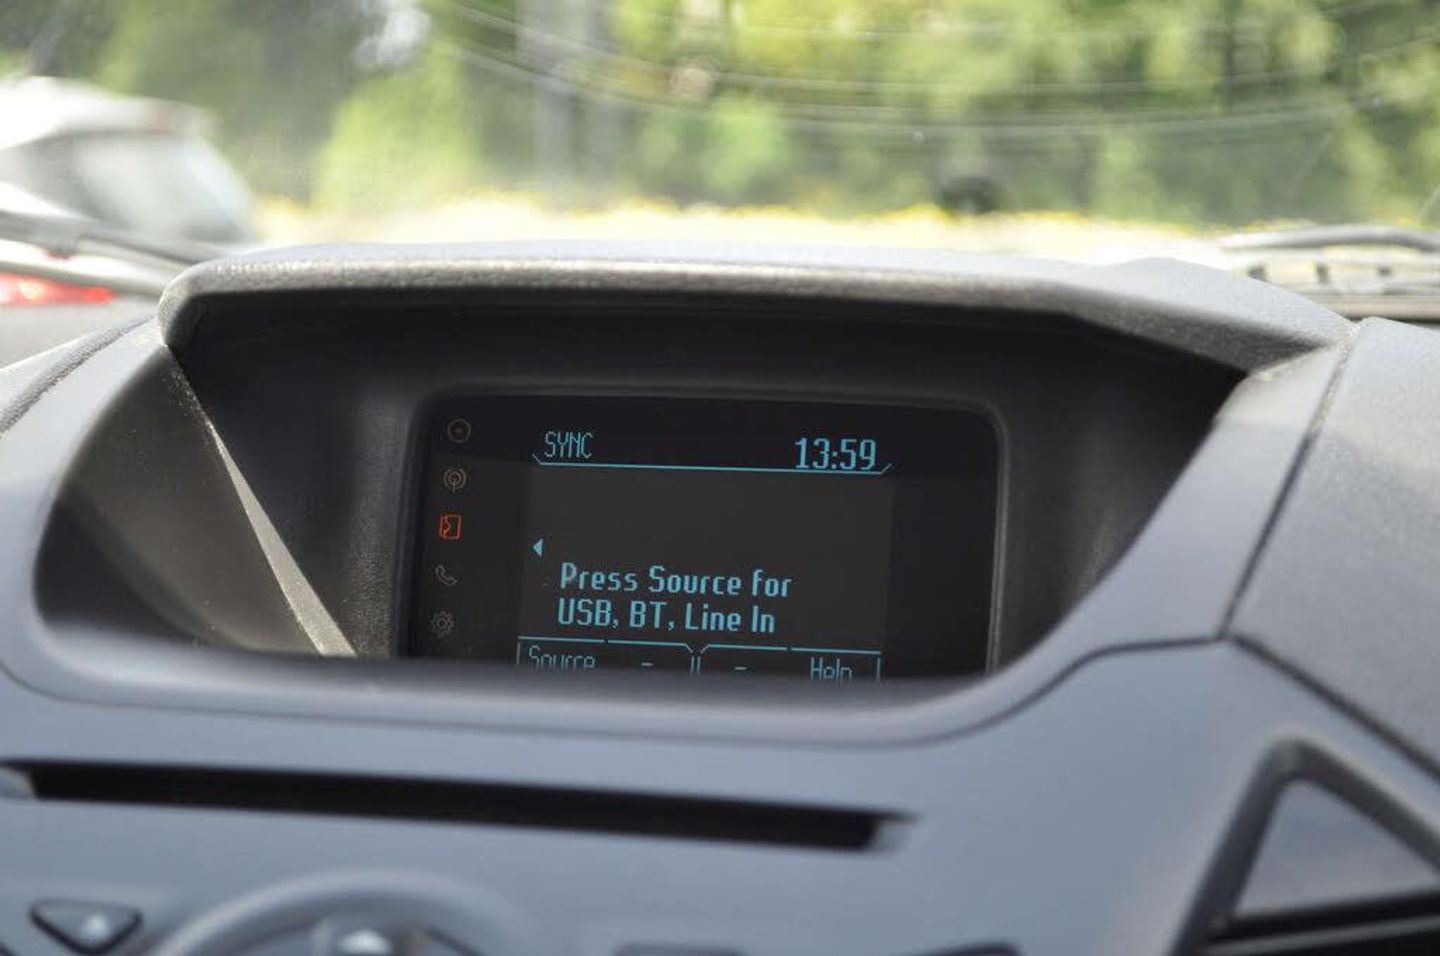 SYNC 13:59
Press Source for
USB, BT, Line In
Source - - Help